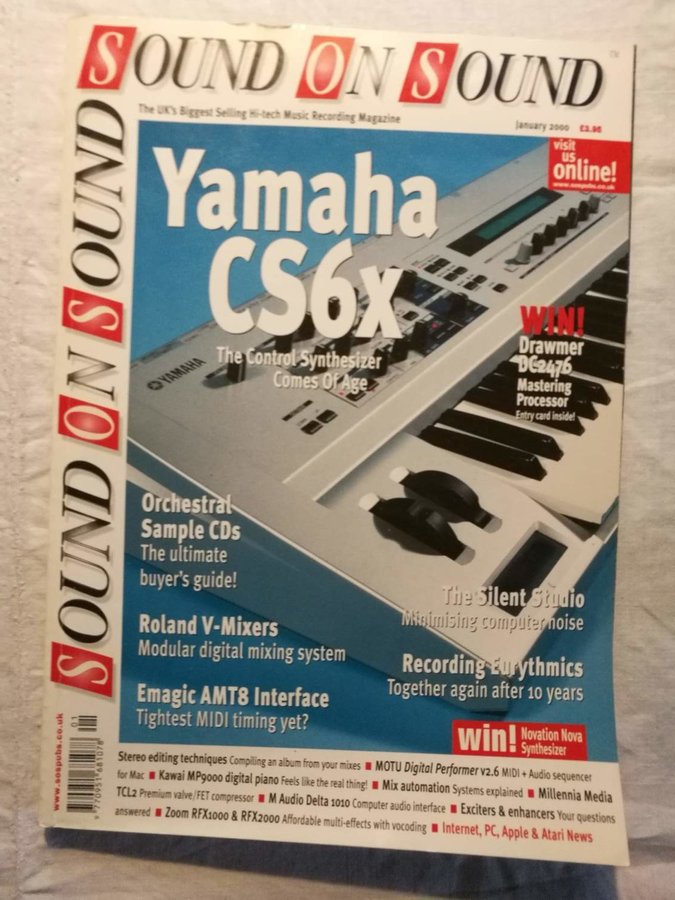 SOUND ON SOUND
TM
The UK's Biggest Selling Hi-tech Music Recording Magazine
January 2000 £2.95
SOUND ON SOUND
visit
us
online!
www.sospubs.co.uk
Yamaha
CS6x
The Control Synthesizer
Comes Of Age
YAMAHA
WIN!
Drawmer
DC2476
Mastering
Processor
Entry card inside!
Orchestral
Sample CDs
The ultimate
buyer's guide!
The Silent Studio
Minimising computer noise
Roland V-Mixers
Modular digital mixing system
Recording Eurythmics
Together again after 10 years
Emagic AMT8 Interface
Tightest MIDI timing yet?
win! Novation Nova
Synthesizer
www.sospubs.co.uk
01
9 770951 681078
Stereo editing techniques Compiling an album from your mixes ■ MOTU Digital Performer v2.6 MIDI + Audio sequencer
for Mac ■ Kawai MP9000 digital piano Feels like the real thing! ■ Mix automation Systems explained ■ Millennia Media
TCL2 Premium valve/FET compressor ■ M Audio Delta 1010 Computer audio interface ■ Exciters & enhancers Your questions
answered ■ Zoom RFX1000 & RFX2000 Affordable multi-effects with vocoding ■ Internet, PC, Apple & Atari News